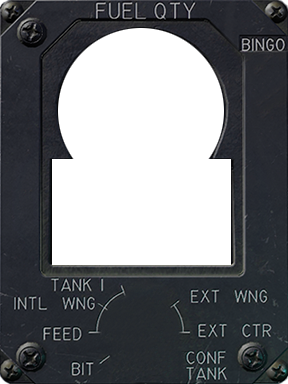 FUEL QTY
BINGO
TANK 1
INTL WNG
EXT WNG
FEED
EXT CTR
BIT
CONF
TANK